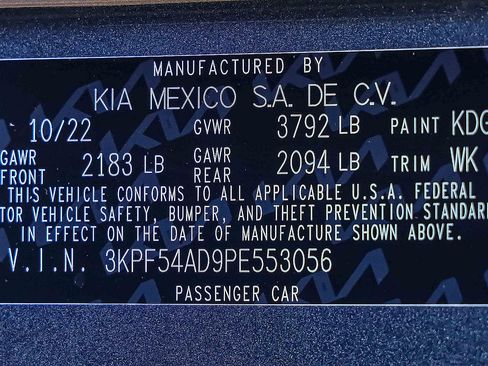 MANUFACTURED BY
KIA MEXICO S.A. DE C.V.
10/22 GVWR 3792 LB PAINT KDG
GAWR FRONT 2183 LB GAWR REAR 2094 LB TRIM WK
THIS VEHICLE CONFORMS TO ALL APPLICABLE U.S.A. FEDERAL
TOR VEHICLE SAFETY, BUMPER, AND THEFT PREVENTION STANDAR
IN EFFECT ON THE DATE OF MANUFACTURE SHOWN ABOVE.
V.I.N. 3KPF54AD9PE553056
PASSENGER CAR